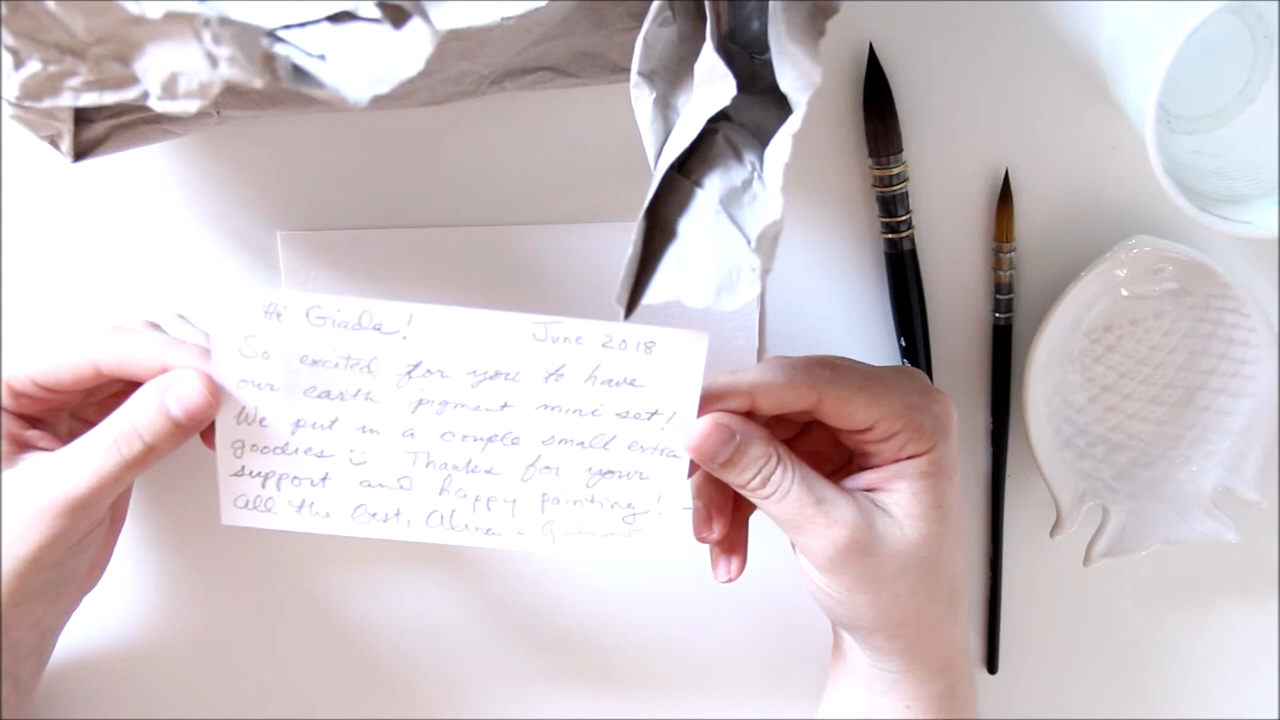 Hi Giada!
June 2018
So excited for you to have
our earth pigment mini set!
We put in a couple small extra
goodies :) Thanks for your
support and happy painting! -
All the best, Alina &
4